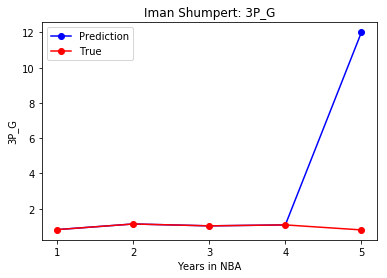 Iman Shumpert: 3P_G
Prediction
True
12
10
8
6
4
2
3P_G
1 2 3 4 5
Years in NBA